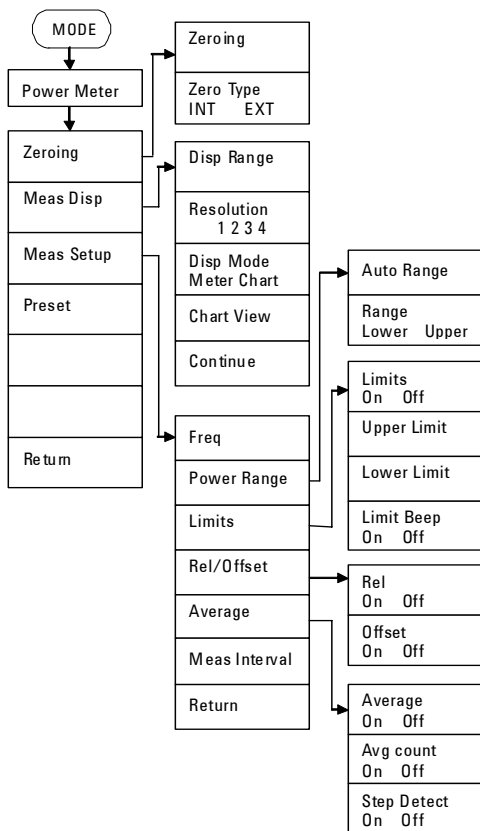 MODE
Power Meter
Zeroing
Meas Disp
Meas Setup
Preset
Return
Zeroing
Zero Type
INT EXT
Disp Range
Resolution
1 2 3 4
Disp Mode
Meter Chart
Chart View
Continue
Freq
Power Range
Limits
Rel/Offset
Average
Meas Interval
Return
Auto Range
Range
Lower Upper
Limits
On Off
Upper Limit
Lower Limit
Limit Beep
On Off
Rel
On Off
Offset
On Off
Average
On Off
Avg count
On Off
Step Detect
On Off